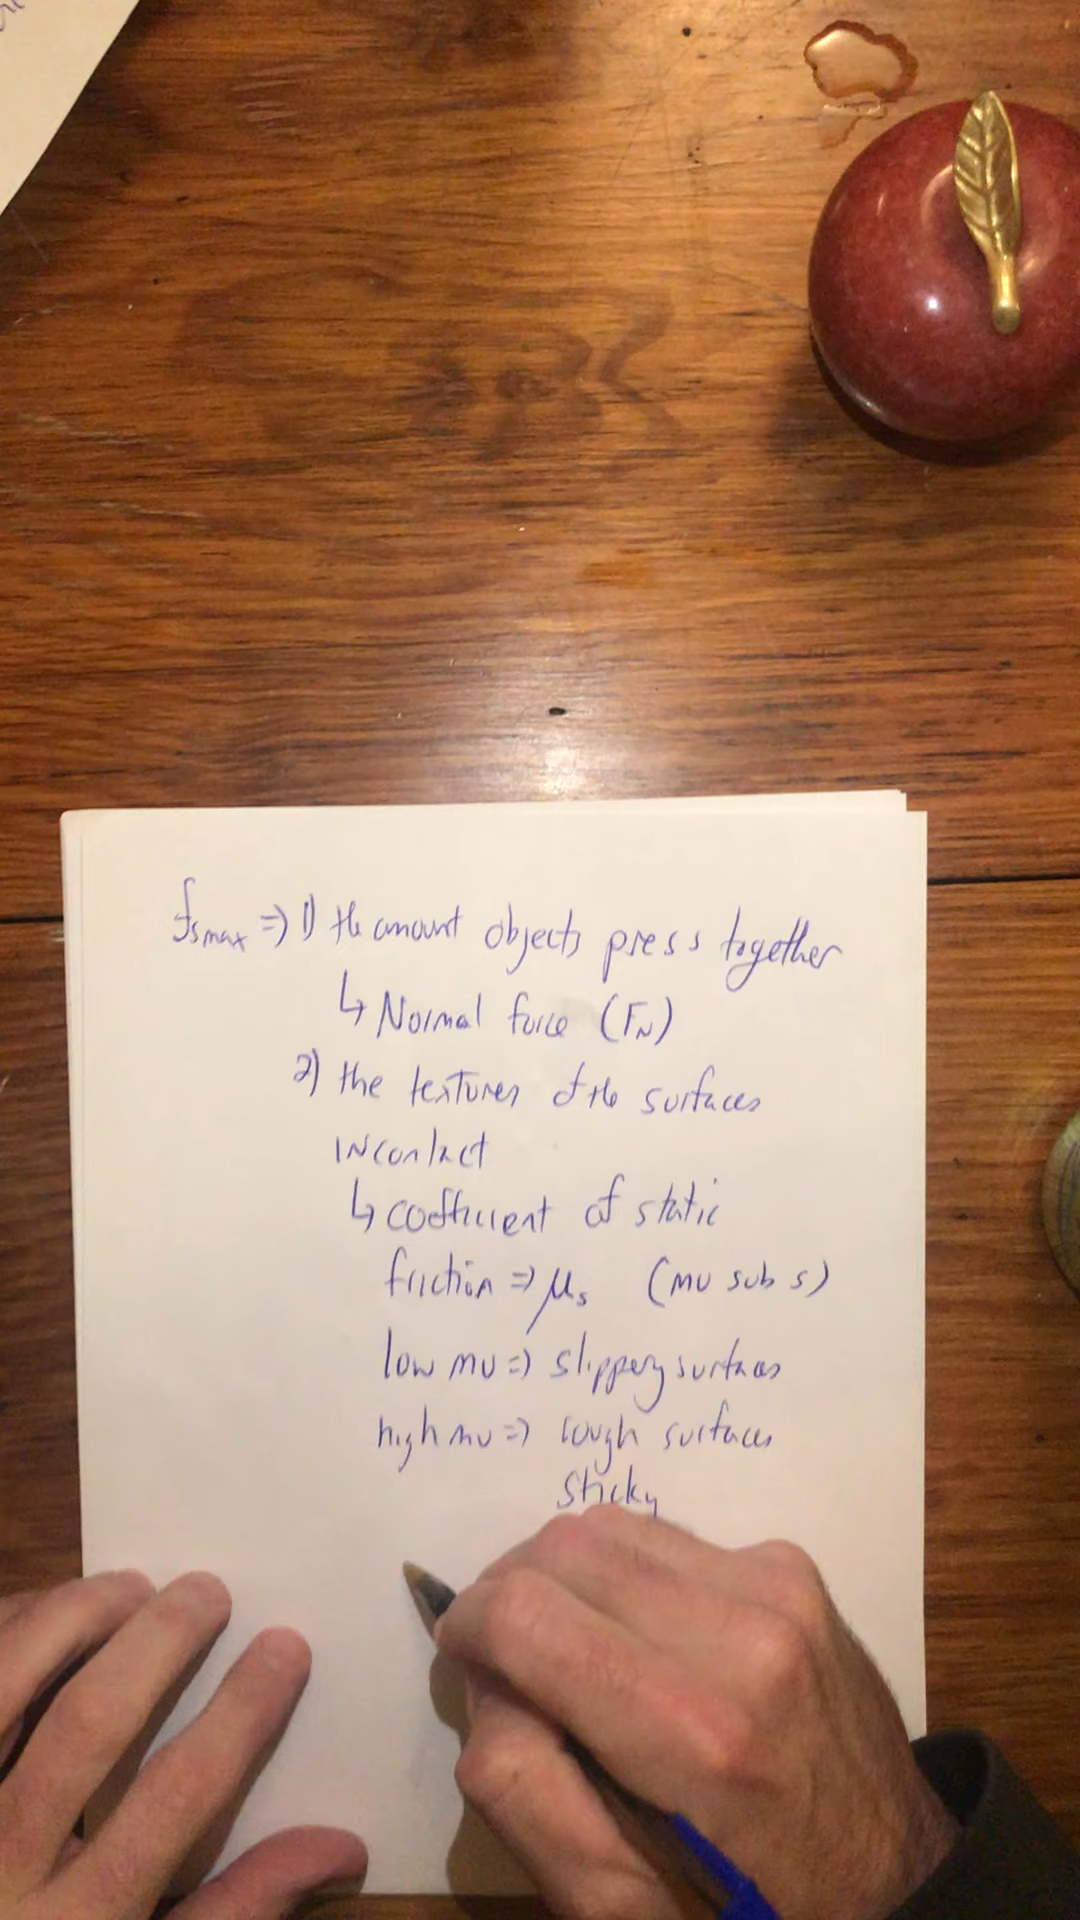 fsmax => 1) the amount objects press together
↳ Normal force (FN)
2) the textures of the surfaces
in contact
↳ coefficient of static
friction => μs (mu sub s)
low mu => slippery surfaces
high mu => rough surfaces
sticky